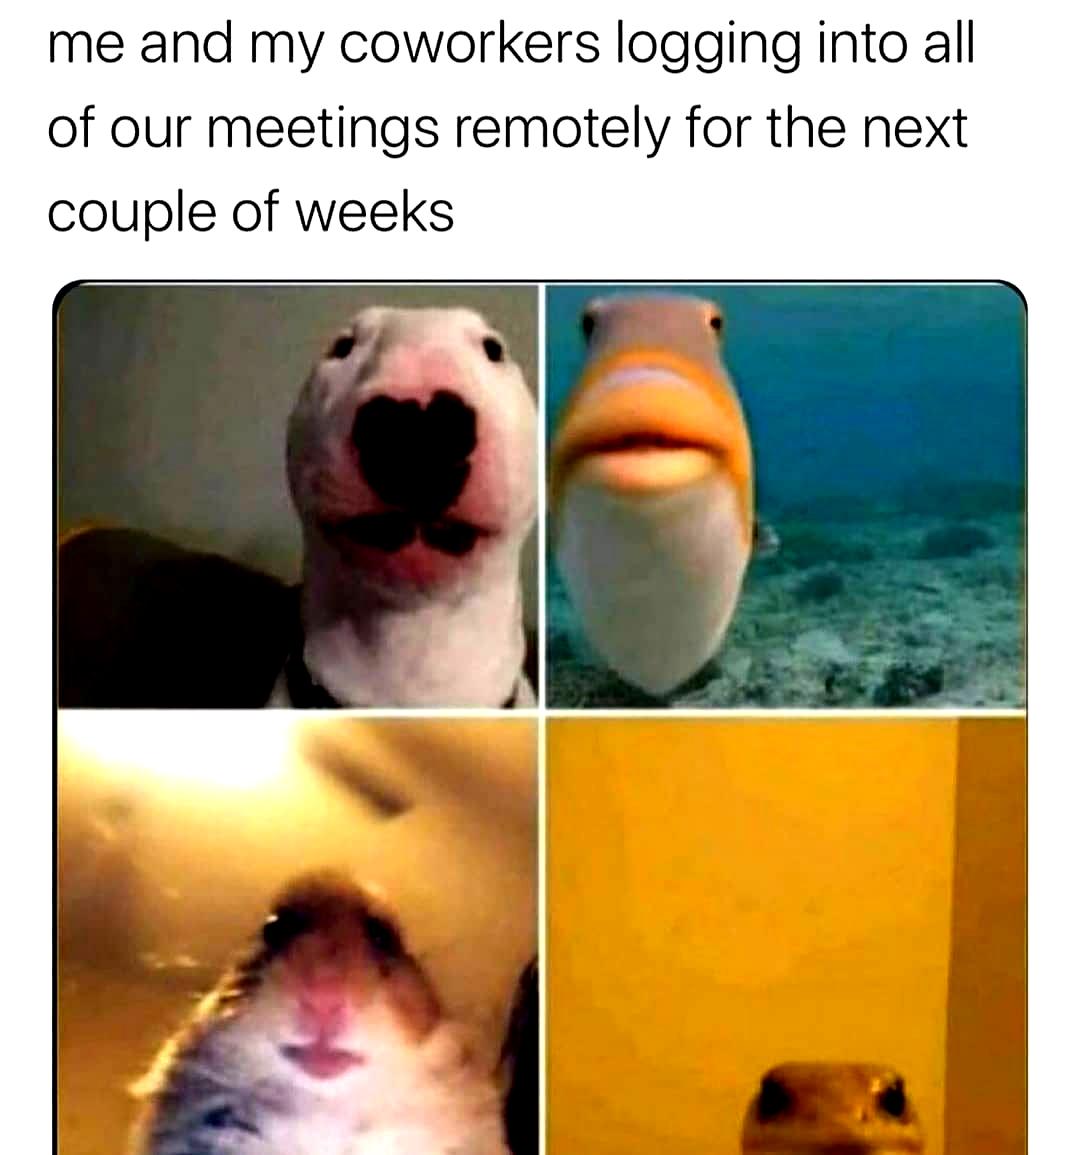 me and my coworkers logging into all
of our meetings remotely for the next
couple of weeks